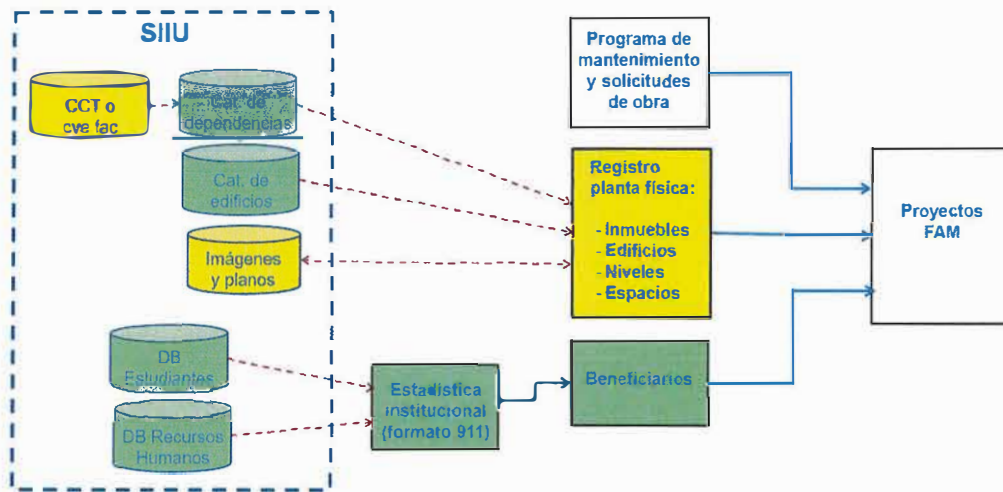 SIIU
CCT o
cve fac
Cat. de
dependencias
Cat. de
edificios
Imágenes
y planos
DB
Estudiantes
DB Recursos
Humanos
Estadística
institucional
(formato 911)
Programa de
mantenimiento
y solicitudes
de obra
Registro
planta física:
- Inmuebles
- Edificios
- Niveles
- Espacios
Beneficiarios
Proyectos
FAM